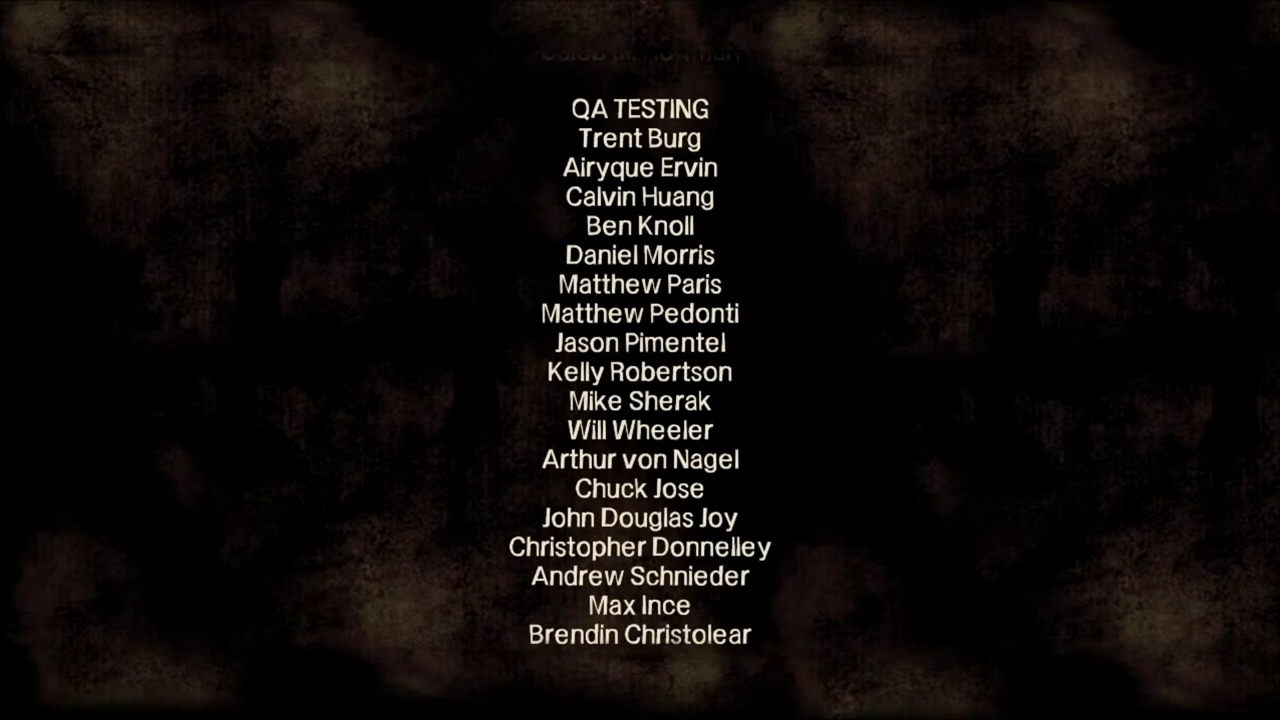 QA TESTING
Trent Burg
Airyque Ervin
Calvin Huang
Ben Knoll
Daniel Morris
Matthew Paris
Matthew Pedonti
Jason Pimentel
Kelly Robertson
Mike Sherak
Will Wheeler
Arthur von Nagel
Chuck Jose
John Douglas Joy
Christopher Donnelley
Andrew Schnieder
Max Ince
Brendin Christolear